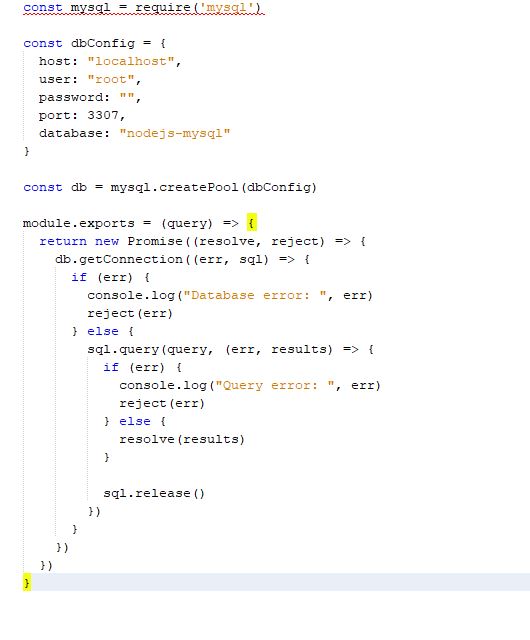 const mysql = require('mysql')
const dbConfig = {
host: "localhost",
user: "root",
password: "",
port: 3307,
database: "nodejs-mysql"
}
const db = mysql.createPool(dbConfig)
module.exports = (query) => {
return new Promise((resolve, reject) => {
db.getConnection((err, sql) => {
if (err) {
console.log("Database error: ", err)
reject(err)
} else {
sql.query(query, (err, results) => {
if (err) {
console.log("Query error: ", err)
reject(err)
} else {
resolve(results)
}
sql.release()
})
}
})
})
}